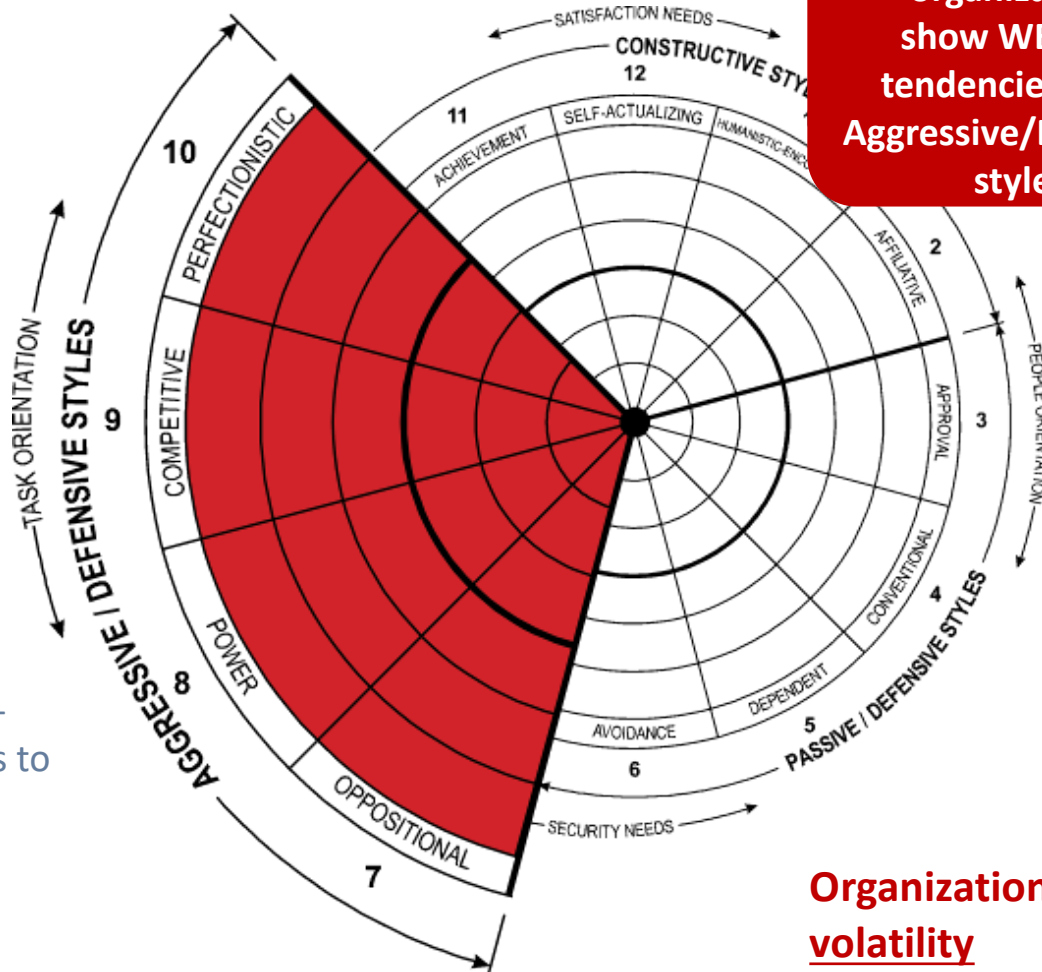 SATISFACTION NEEDS
CONSTRUCTIVE
12
11
10
SELF-ACTUALIZING
ACHIEVEMENT
PERFECTIONISTIC
show
tendencie
Aggressive/
style
AFFILIATIVE
2
PEOPLE ORIENTATION
APPROVAL
3
CONVENTIONAL
4
DEPENDENT
5
PASSIVE / DEFENSIVE STYLES
AVOIDANCE
6
SECURITY NEEDS
TASK ORIENTATION
AGGRESSIVE / DEFENSIVE STYLES
COMPETITIVE
9
POWER
8
OPPOSITIONAL
7
s to
Organization
volatility